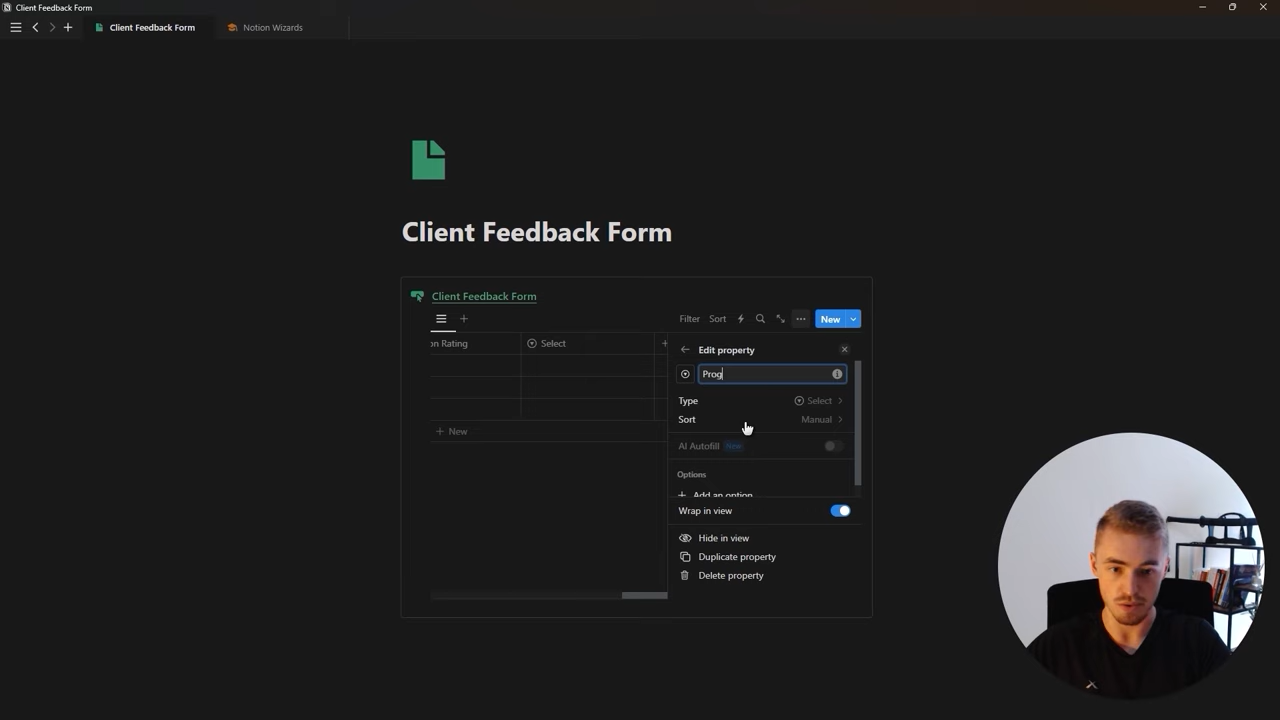 Client Feedback Form
Client Feedback Form
Notion Wizards
Client Feedback Form
Client Feedback Form
Filter
Sort
New
on Rating
Select
Edit property
Prog
Type
Select
Sort
Manual
AI Autofill
New
Options
Add an option
New
Wrap in view
Hide in view
Duplicate property
Delete property